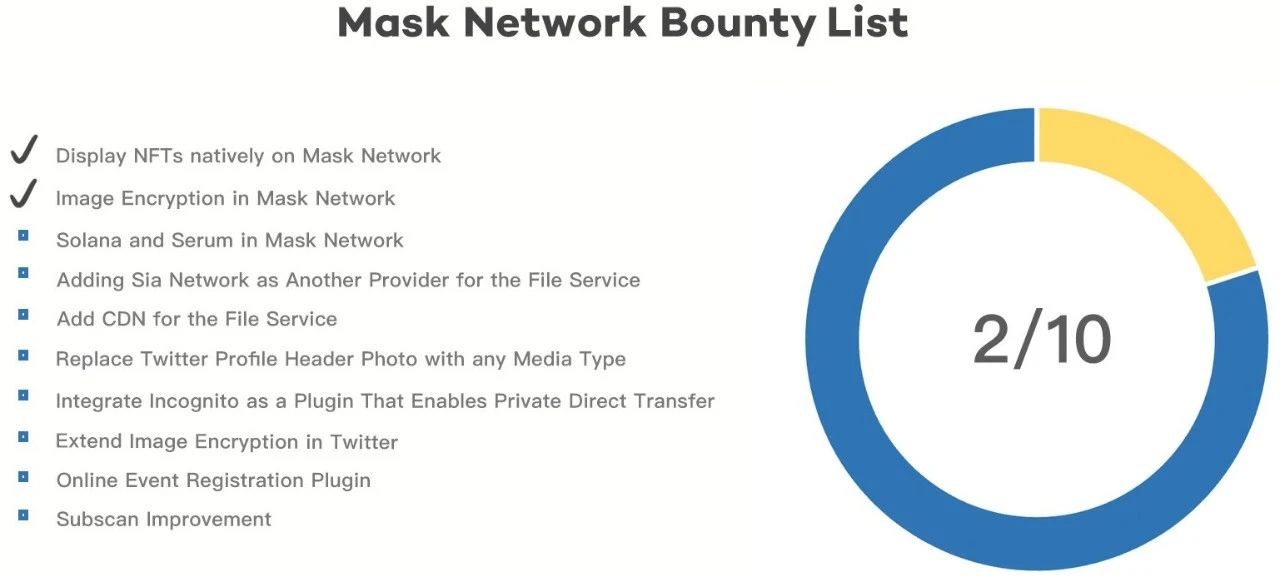 Mask Network Bounty List
Display NFTs natively on Mask Network
Image Encryption in Mask Network
Solana and Serum in Mask Network
Adding Sia Network as Another Provider for the File Service
Add CDN for the File Service
Replace Twitter Profile Header Photo with any Media Type
Integrate Incognito as a Plugin That Enables Private Direct Transfer
Extend Image Encryption in Twitter
Online Event Registration Plugin
Subscan Improvement
2/10